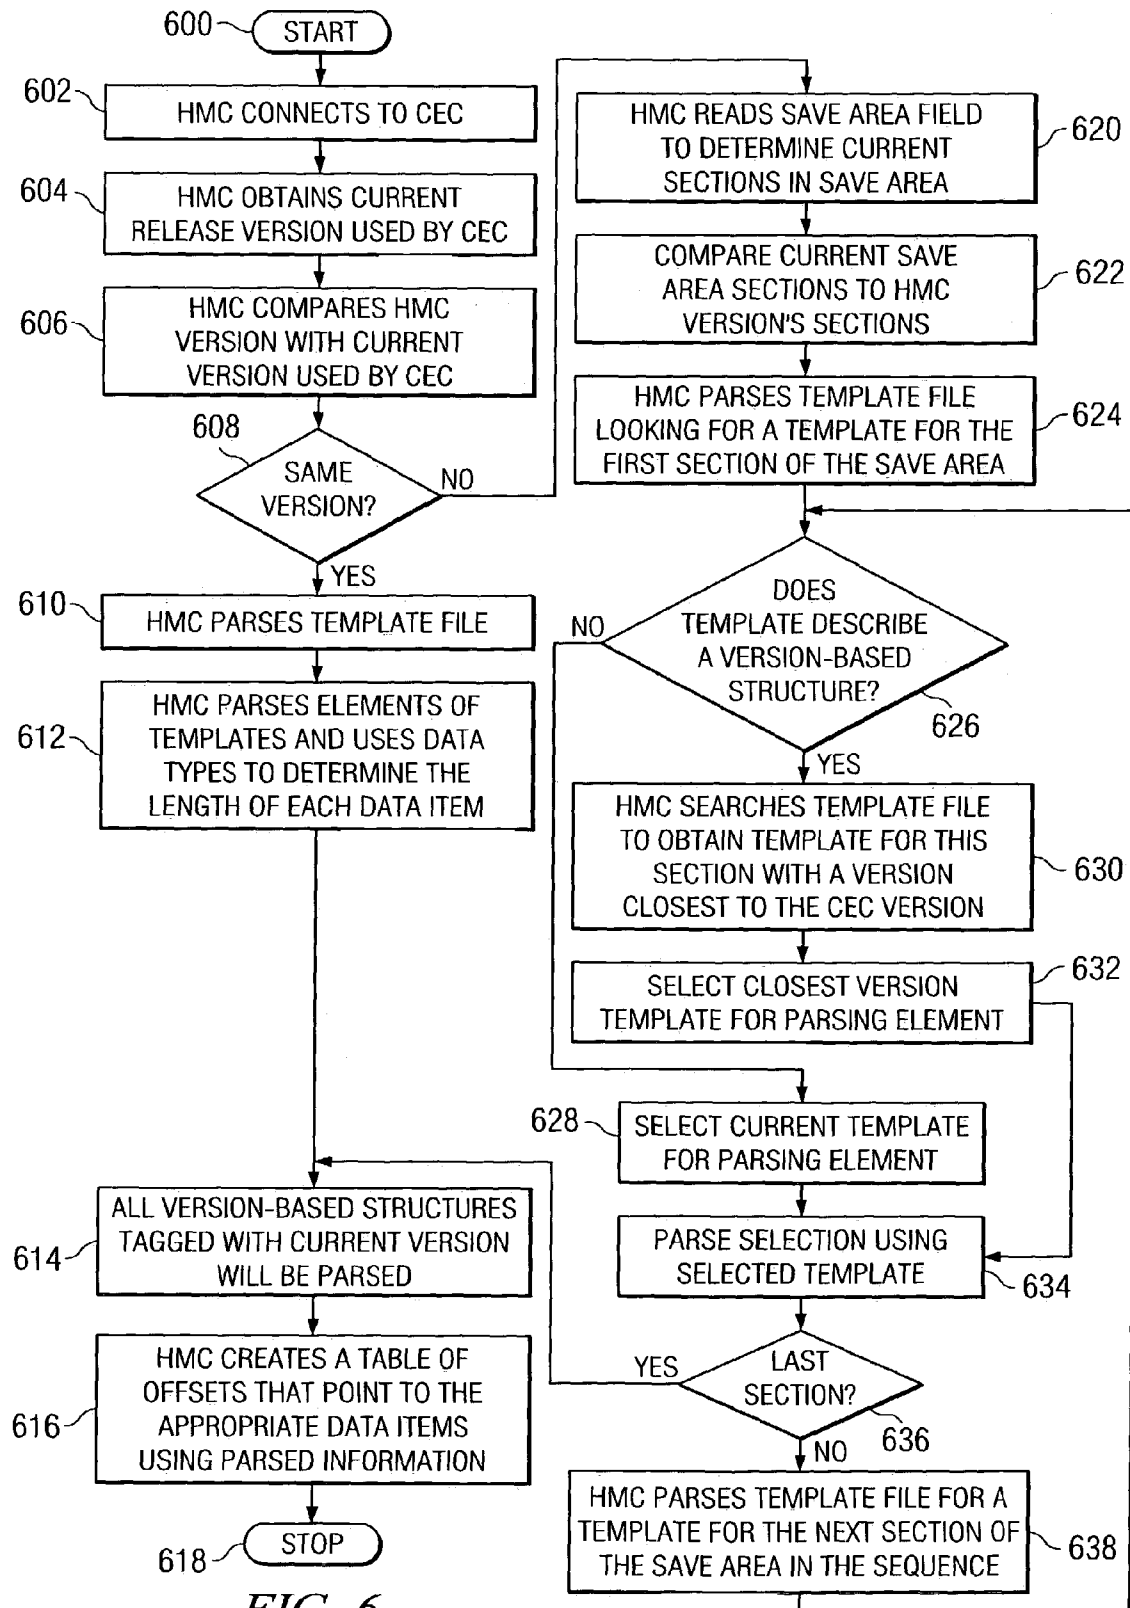 600
START
602
HMC CONNECTS TO CEC
604
HMC OBTAINS CURRENT
RELEASE VERSION USED BY CEC
606
HMC COMPARES HMC
VERSION WITH CURRENT
VERSION USED BY CEC
608
SAME
VERSION?
NO
YES
610
HMC PARSES TEMPLATE FILE
612
HMC PARSES ELEMENTS OF
TEMPLATES AND USES DATA
TYPES TO DETERMINE THE
LENGTH OF EACH DATA ITEM
614
ALL VERSION-BASED STRUCTURES
TAGGED WITH CURRENT VERSION
WILL BE PARSED
616
HMC CREATES A TABLE OF
OFFSETS THAT POINT TO THE
APPROPRIATE DATA ITEMS
USING PARSED INFORMATION
618
STOP
FIG. 6
HMC READS SAVE AREA FIELD
TO DETERMINE CURRENT
SECTIONS IN SAVE AREA
620
COMPARE CURRENT SAVE
AREA SECTIONS TO HMC
VERSION'S SECTIONS
622
HMC PARSES TEMPLATE FILE
LOOKING FOR A TEMPLATE FOR THE
FIRST SECTION OF THE SAVE AREA
624
DOES
TEMPLATE DESCRIBE
A VERSION-BASED
STRUCTURE?
NO
626
YES
HMC SEARCHES TEMPLATE FILE
TO OBTAIN TEMPLATE FOR THIS
SECTION WITH A VERSION
CLOSEST TO THE CEC VERSION
630
SELECT CLOSEST VERSION
TEMPLATE FOR PARSING ELEMENT
632
628
SELECT CURRENT TEMPLATE
FOR PARSING ELEMENT
PARSE SELECTION USING
SELECTED TEMPLATE
634
YES
LAST
SECTION?
636
NO
HMC PARSES TEMPLATE FILE FOR A
TEMPLATE FOR THE NEXT SECTION OF
THE SAVE AREA IN THE SEQUENCE
638